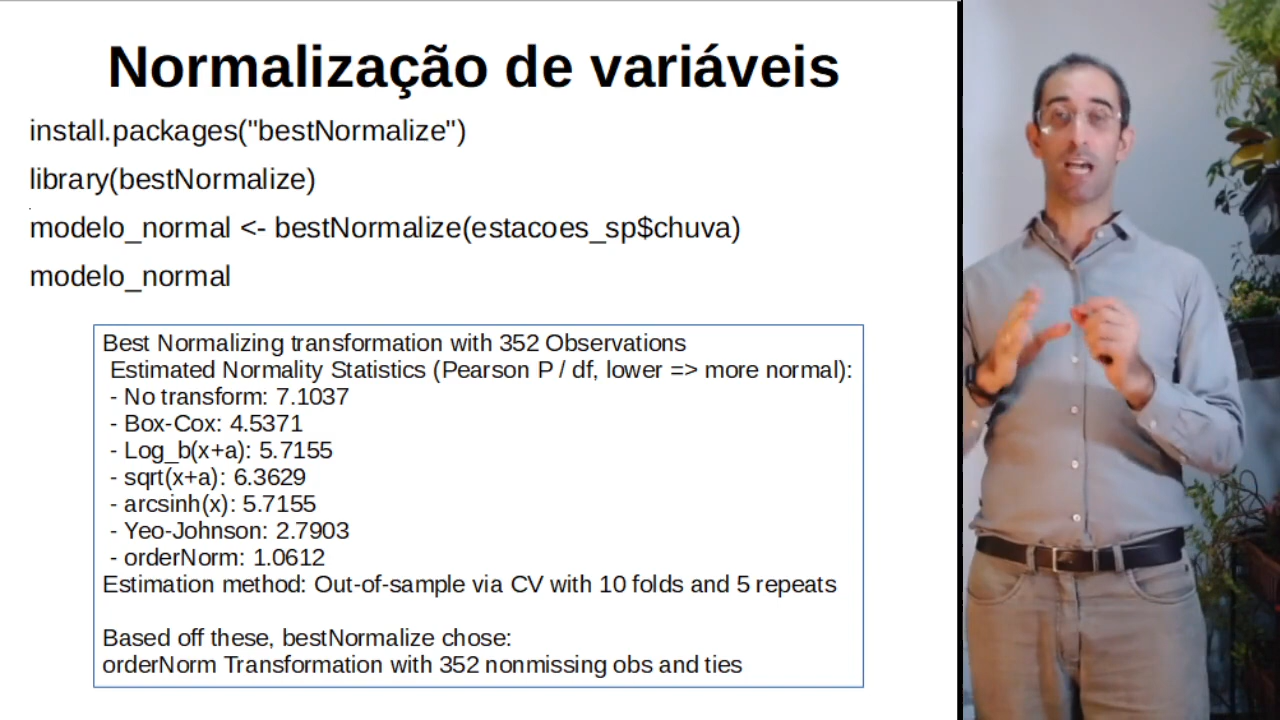 Normalização de variáveis
install.packages("bestNormalize")
library(bestNormalize)
modelo_normal <- bestNormalize(estacoes_sp$chuva)
modelo_normal
Best Normalizing transformation with 352 Observations
Estimated Normality Statistics (Pearson P / df, lower => more normal):
- No transform: 7.1037
- Box-Cox: 4.5371
- Log_b(x+a): 5.7155
- sqrt(x+a): 6.3629
- arcsinh(x): 5.7155
- Yeo-Johnson: 2.7903
- orderNorm: 1.0612
Estimation method: Out-of-sample via CV with 10 folds and 5 repeats
Based off these, bestNormalize chose:
orderNorm Transformation with 352 nonmissing obs and ties